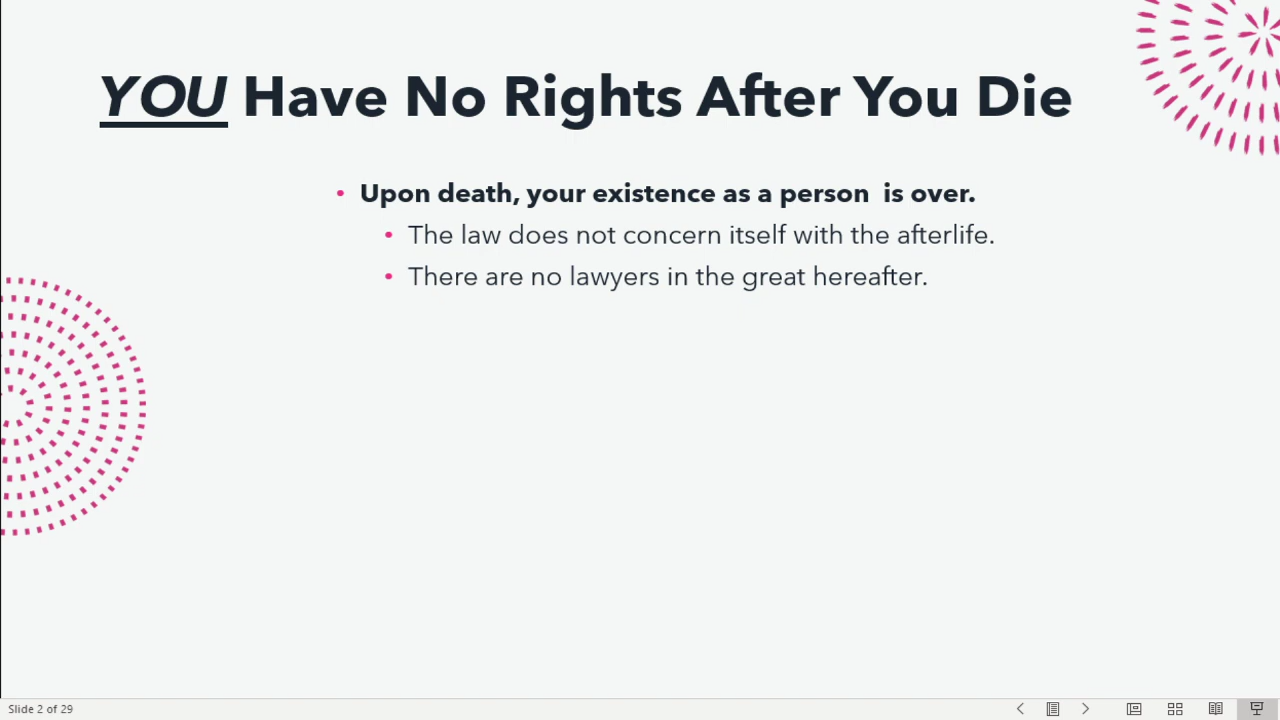 YOU Have No Rights After You Die
• Upon death, your existence as a person  is over.
• The law does not concern itself with the afterlife.
• There are no lawyers in the great hereafter.
Slide 2 of 29